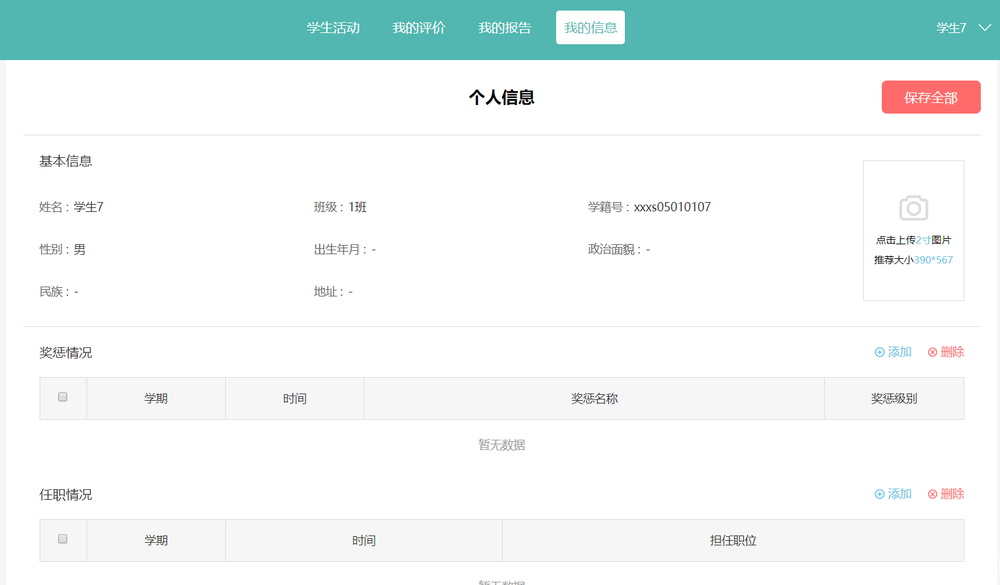 学生活动 我的评价 我的报告 我的信息 学生7
个人信息 保存全部
基本信息
姓名：学生7 班级：1班 学籍号：xxxs05010107
性别：男 出生年月：- 政治面貌：-
民族：- 地址：-
点击上传2寸图片
推荐大小390*567
奖惩情况 添加 删除
学期 时间 奖惩名称 奖惩级别
暂无数据
任职情况 添加 删除
学期 时间 担任职位
暂无数据